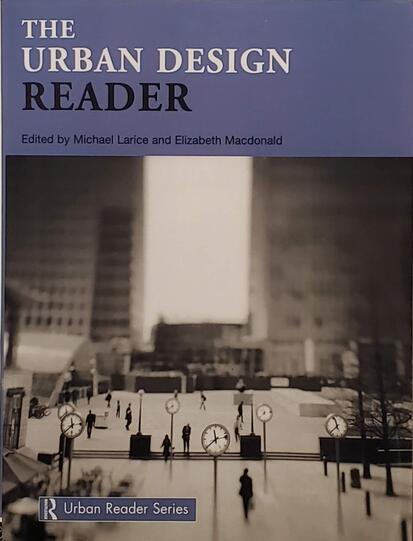 THE
URBAN DESIGN
READER
Edited by Michael Larice and Elizabeth Macdonald
R Urban Reader Series